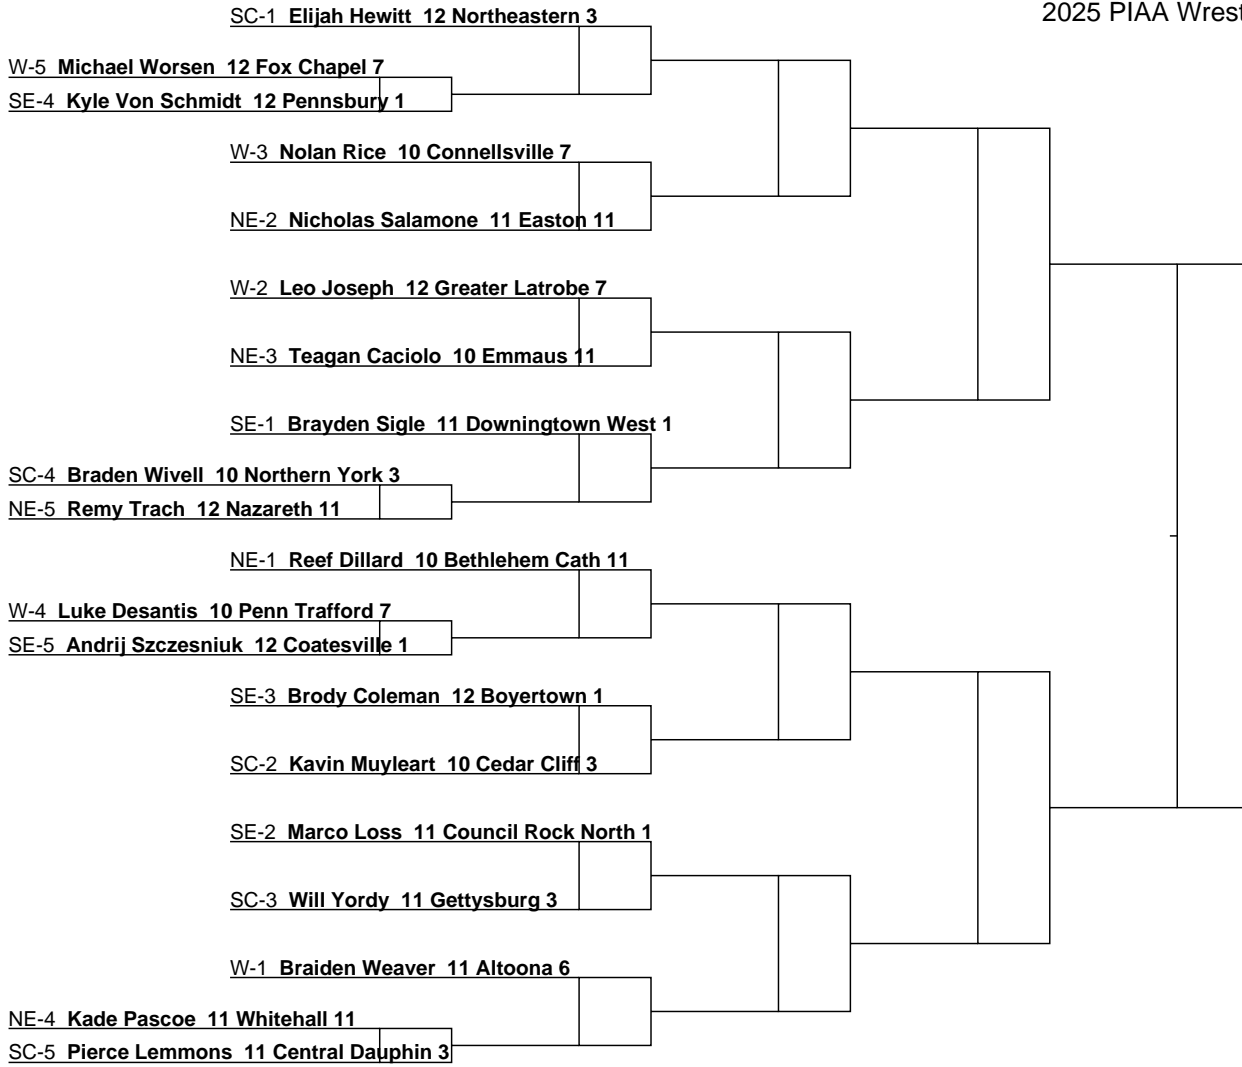 2025 PIAA Wrest
SC-1 Elijah Hewitt 12 Northeastern 3
W-5 Michael Worsen 12 Fox Chapel 7
SE-4 Kyle Von Schmidt 12 Pennsbury 1
W-3 Nolan Rice 10 Connellsville 7
NE-2 Nicholas Salamone 11 Easton 11
W-2 Leo Joseph 12 Greater Latrobe 7
NE-3 Teagan Caciolo 10 Emmaus 11
SE-1 Brayden Sigle 11 Downingtown West 1
SC-4 Braden Wivell 10 Northern York 3
NE-5 Remy Trach 12 Nazareth 11
NE-1 Reef Dillard 10 Bethlehem Cath 11
W-4 Luke Desantis 10 Penn Trafford 7
SE-5 Andrij Szczesniuk 12 Coatesville 1
SE-3 Brody Coleman 12 Boyertown 1
SC-2 Kavin Muyleart 10 Cedar Cliff 3
SE-2 Marco Loss 11 Council Rock North 1
SC-3 Will Yordy 11 Gettysburg 3
W-1 Braiden Weaver 11 Altoona 6
NE-4 Kade Pascoe 11 Whitehall 11
SC-5 Pierce Lemmons 11 Central Dauphin 3